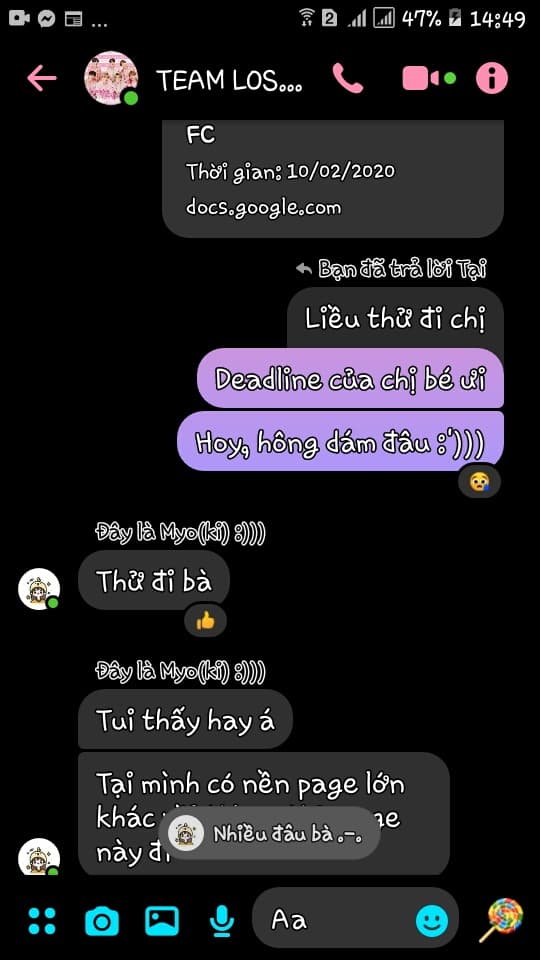 ... 2 47% 14:49
TEAM LOS...
FC
Thời gian: 10/02/2020
docs.google.com
Bạn đã trả lời Tại
Liều thử đi chị
Deadline của chị bé ưi
Hoy, hông dám đâu :')))
Đây là Myo(ki) :))))
Thử đi bà
Đây là Myo(ki) :))))
Tui thấy hay á
Tại mình có nền page lớn
khác
này đi
Nhiều đâu bà .-.
Aa